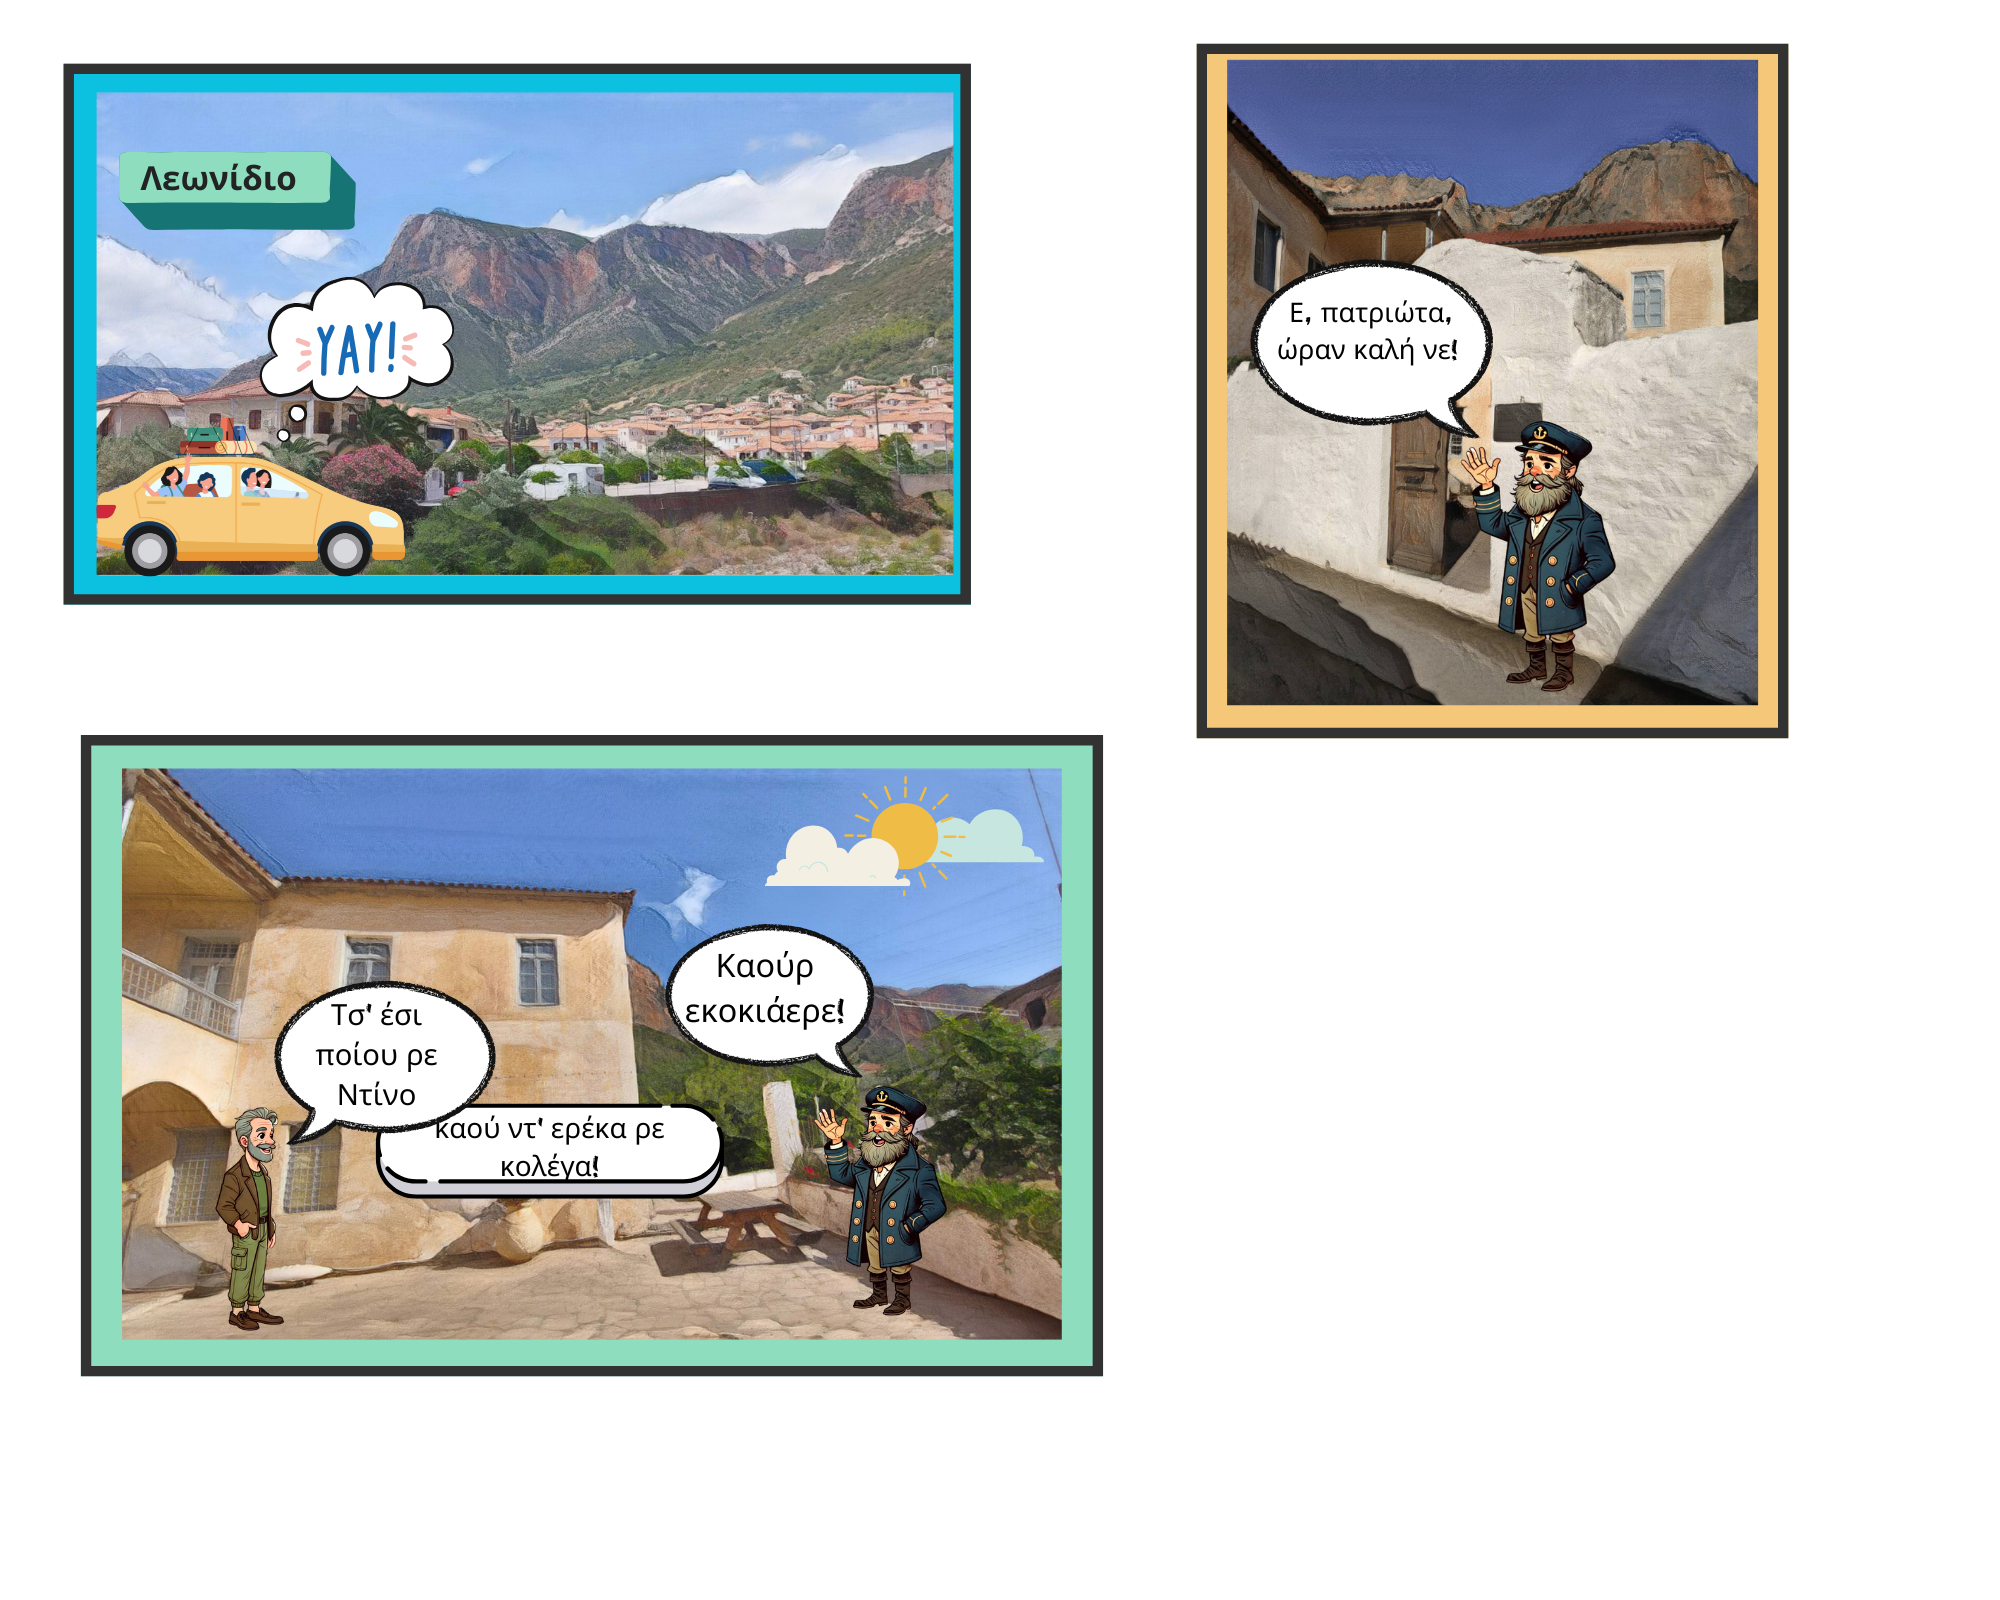 Λεωνίδιο
YAY!
Ε, πατριώτα,
ώραν καλή νε!
Καούρ
εκοκιάερε!
Τσ' έσι
ποίου ρε
Ντίνο
καού ντ' ερέκα ρε
κολέγα!